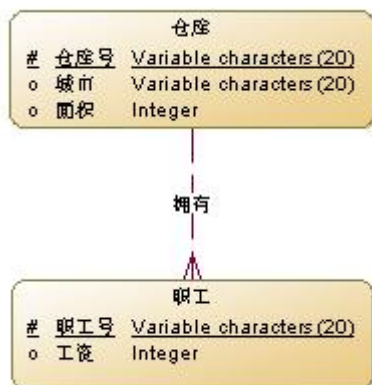 仓库
# 仓库号 Variable characters (20)
o 城市 Variable characters (20)
o 面积 Integer
拥有
职工
# 职工号 Variable characters (20)
o 工资 Integer